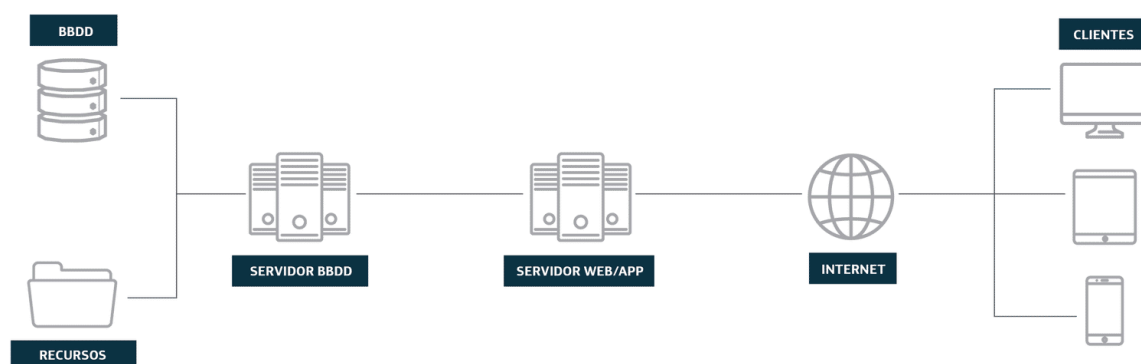 BBDD
CLIENTES
SERVIDOR BBDD
SERVIDOR WEB/APP
INTERNET
RECURSOS